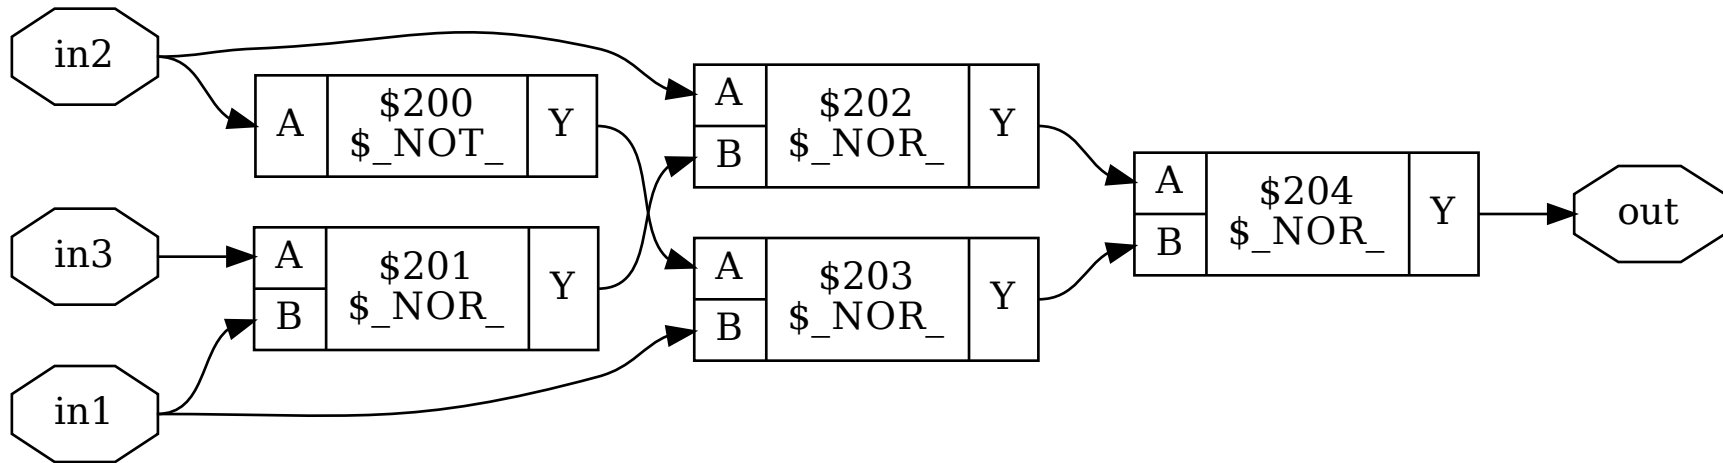 in2
A
$200
$_NOT_
Y
A
B
$202
$_NOR_
Y
in3
A
B
$201
$_NOR_
Y
A
B
$203
$_NOR_
Y
A
B
$204
$_NOR_
Y
out
in1